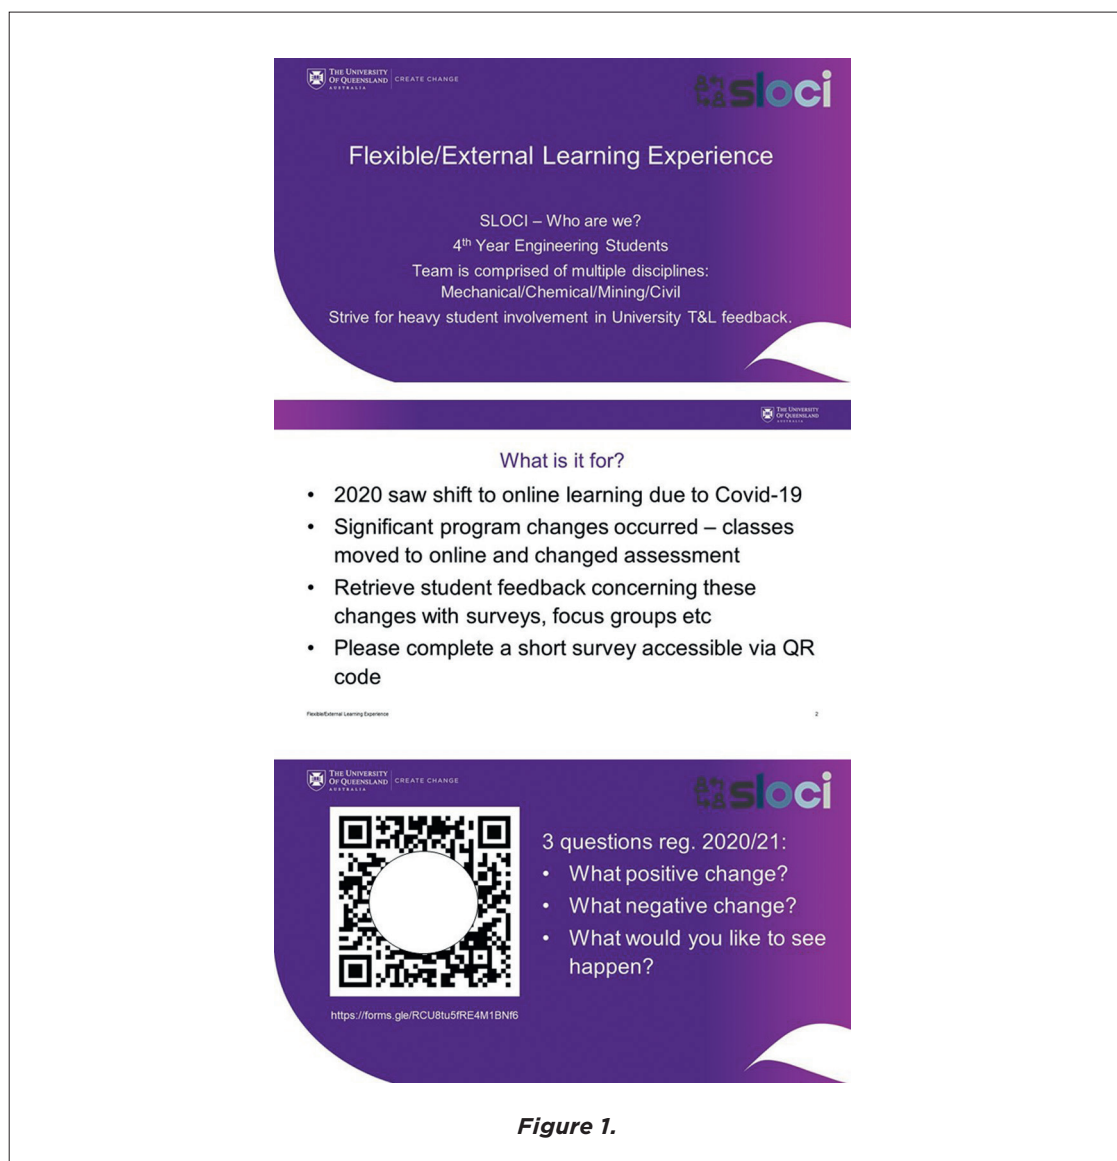 THE UNIVERSITY
OF QUEENSLAND
AUSTRALIA
CREATE CHANGE
sloci
Flexible/External Learning Experience
SLOCI – Who are we?
4th Year Engineering Students
Team is comprised of multiple disciplines:
Mechanical/Chemical/Mining/Civil
Strive for heavy student involvement in University T&L feedback.
THE UNIVERSITY
OF QUEENSLAND
AUSTRALIA
What is it for?
• 2020 saw shift to online learning due to Covid-19
• Significant program changes occurred – classes
moved to online and changed assessment
• Retrieve student feedback concerning these
changes with surveys, focus groups etc
• Please complete a short survey accessible via QR
code
Flexible/External Learning Experience
2
THE UNIVERSITY
OF QUEENSLAND
AUSTRALIA
CREATE CHANGE
sloci
3 questions reg. 2020/21:
• What positive change?
• What negative change?
• What would you like to see
happen?
https://forms.gle/RCU8tu5fRE4M1BNf6
Figure 1.